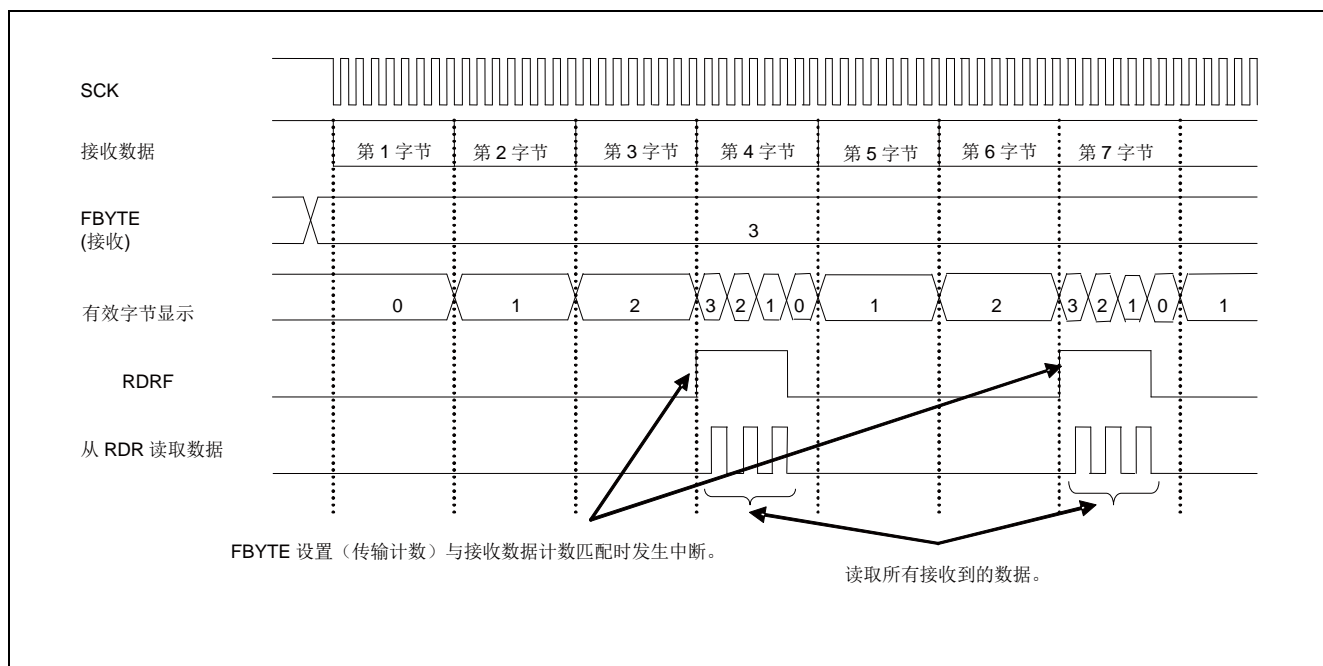 SCK
接收数据
第 1 字节 第 2 字节 第 3 字节 第 4 字节 第 5 字节 第 6 字节 第 7 字节
FBYTE
(接收)
3
有效字节显示
0 1 2 3 2 1 0 1 2 3 2 1 0 1
RDRF
从 RDR 读取数据
FBYTE 设置（传输计数）与接收数据计数匹配时发生中断。
读取所有接收到的数据。